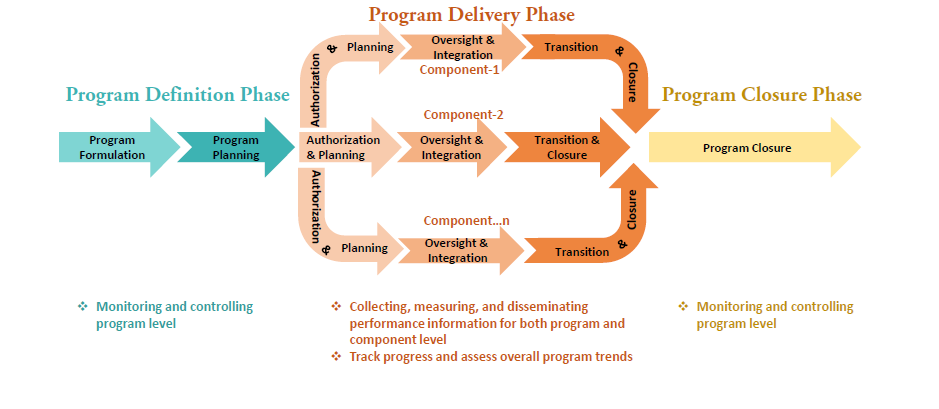 Program Delivery Phase
Authorization & Planning
Oversight &
Integration
Transition & Closure
Component-1
Program Definition Phase
Program Closure Phase
Component-2
Program
Formulation
Program
Planning
Authorization
& Planning
Oversight &
Integration
Transition &
Closure
Program Closure
Authorization & Planning
Component...n
Oversight &
Integration
Transition & Closure
❖ Monitoring and controlling
program level
❖ Collecting, measuring, and disseminating
performance information for both program and
component level
❖ Track progress and assess overall program trends
❖ Monitoring and controlling
program level